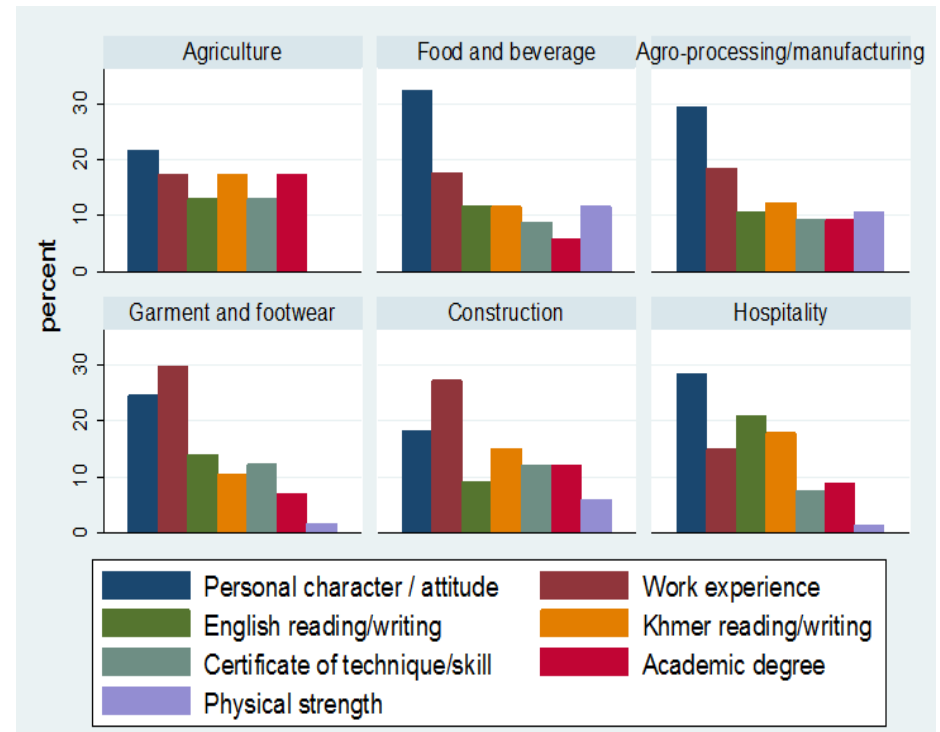 Agriculture
Food and beverage
Agro-processing/manufacturing
30
20
10
0
percent
Garment and footwear
Construction
Hospitality
30
20
10
0
Personal character / attitude
Work experience
English reading/writing
Khmer reading/writing
Certificate of technique/skill
Academic degree
Physical strength